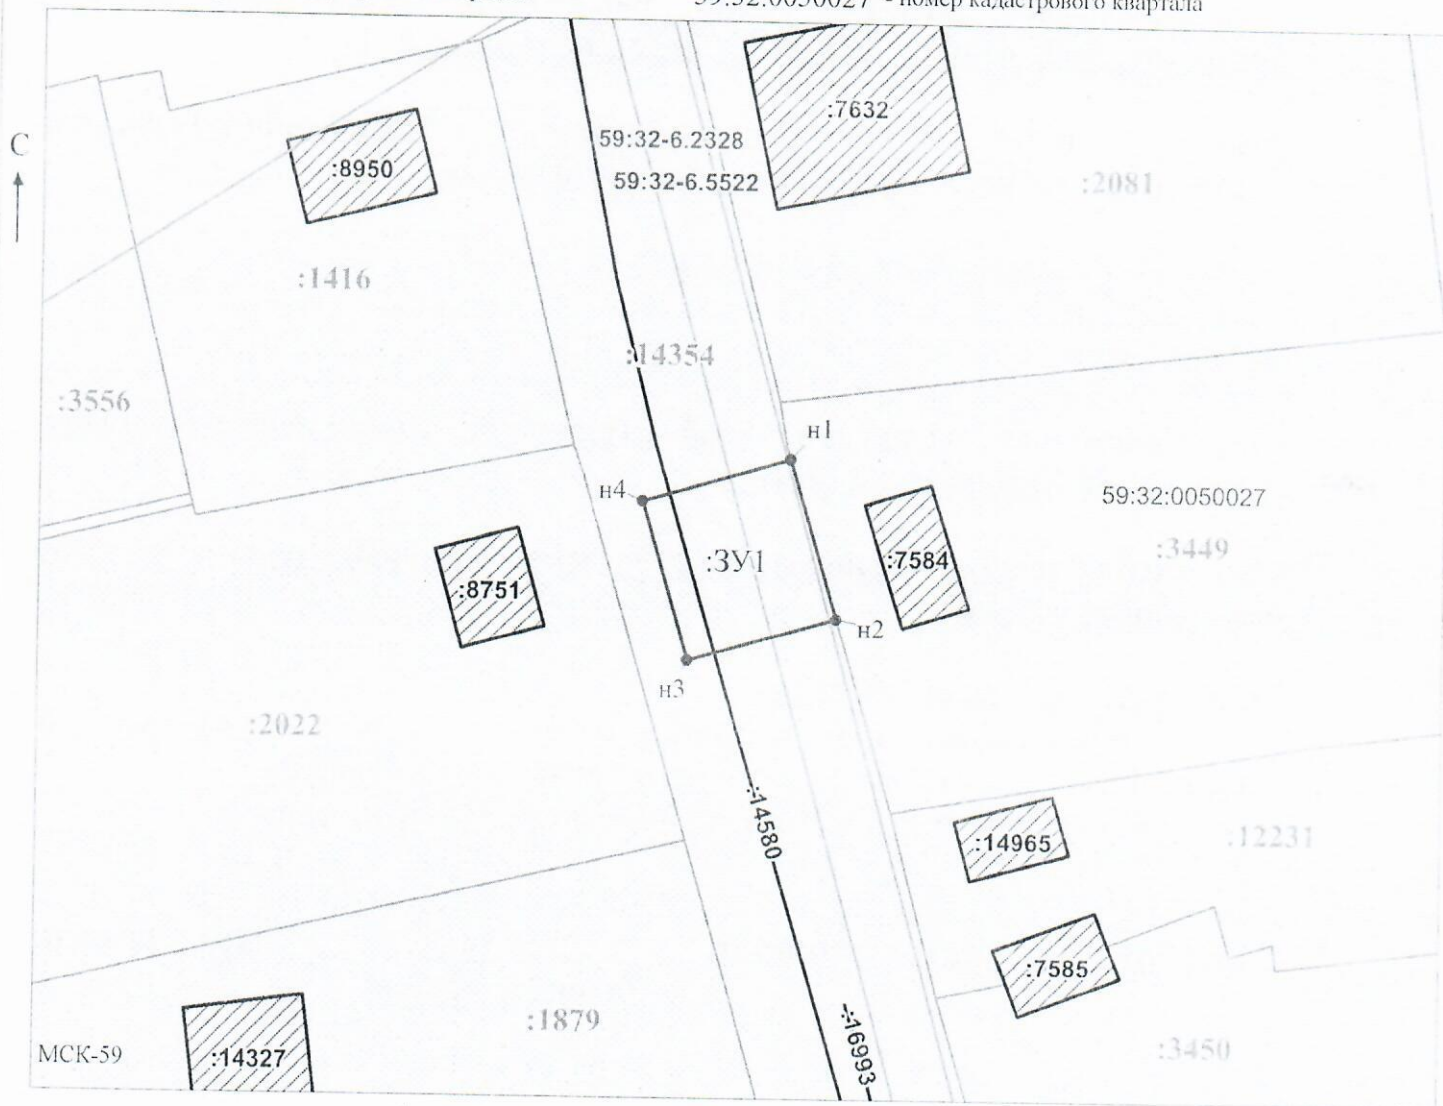 59:32:0050027 - номер кадастрового квартала
:7632
59:32-6.2328
С
:8950
59:32-6.5522
:2081
:1416
:14354
:3556
н1
н4
59:32:0050027
:3449
:ЗУ1
:7584
:8751
н2
н3
:2022
:14580
:14965
:12231
:7585
:1879
:16993
:3450
МСК-59
:14327